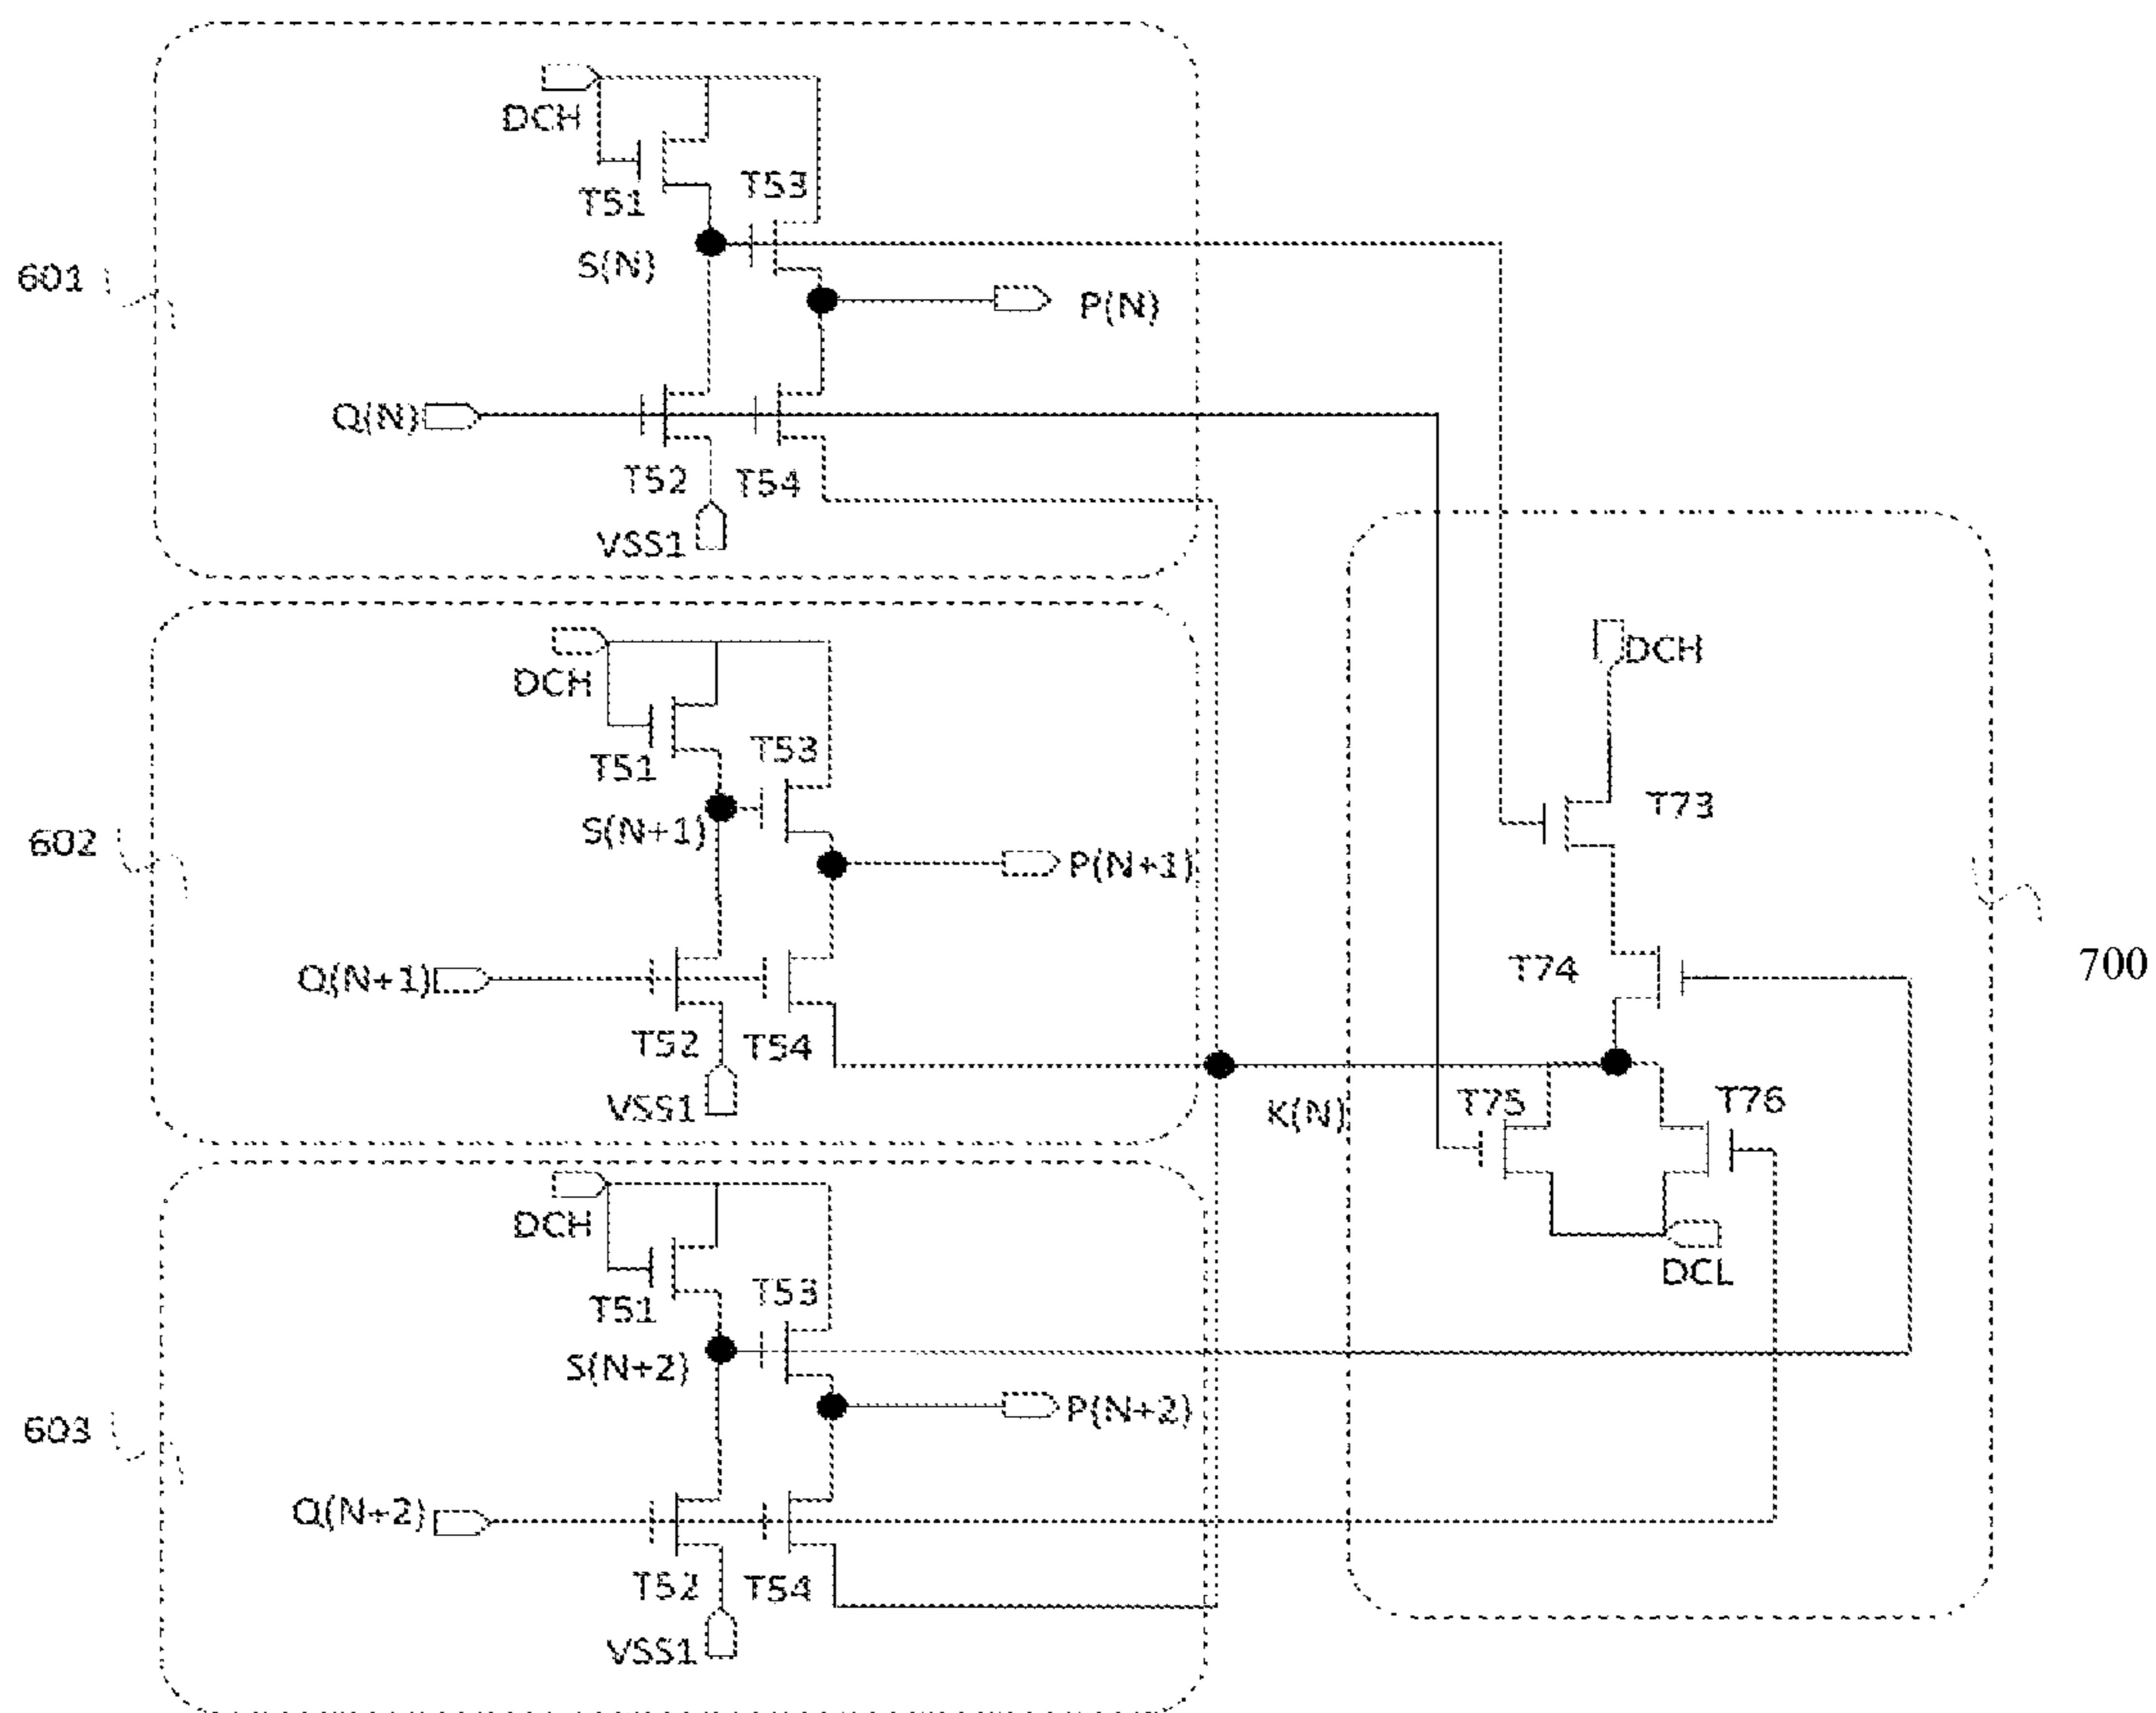 DCH
T51
T53
S(N)
601
P(N)
Q(N)
T52
T54
VSS1
DCH
T51
T53
S(N+1)
602
P(N+1)
Q(N+1)
T52
T54
VSS1
DCH
T51
T53
S(N+2)
603
P(N+2)
Q(N+2)
T52
T54
VSS1
DCH
T73
T74
700
K(N)
T75
T76
DCL